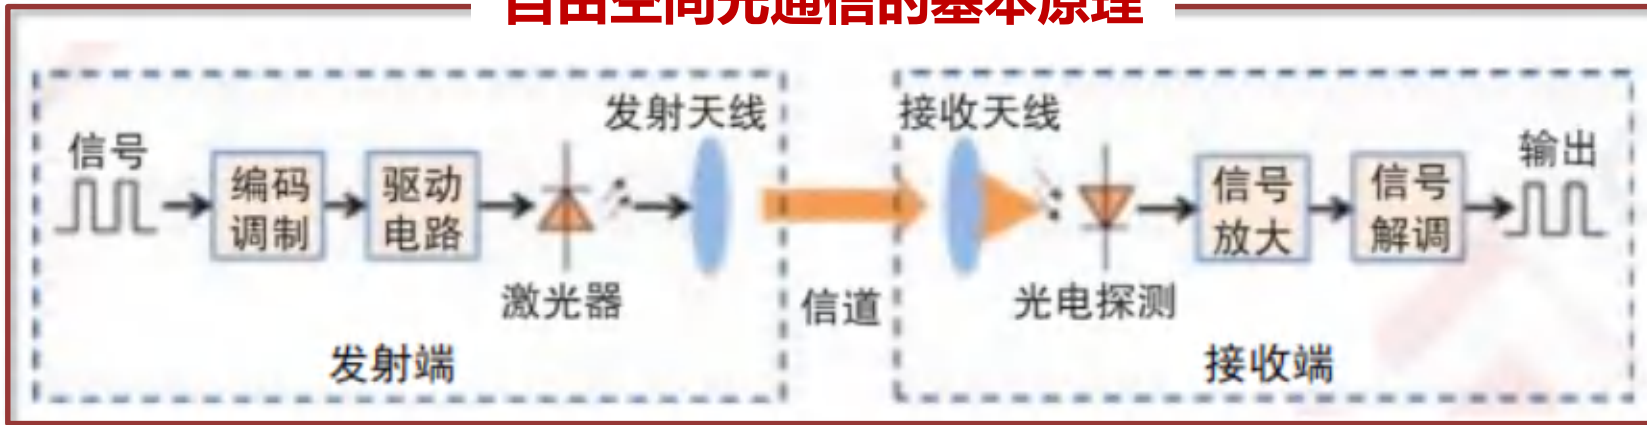 自由空间光通信的基本原理
发射天线
接收天线
信号
编码
调制
驱动
电路
信号
放大
信号
解调
输出
激光器
信道
光电探测
发射端
接收端